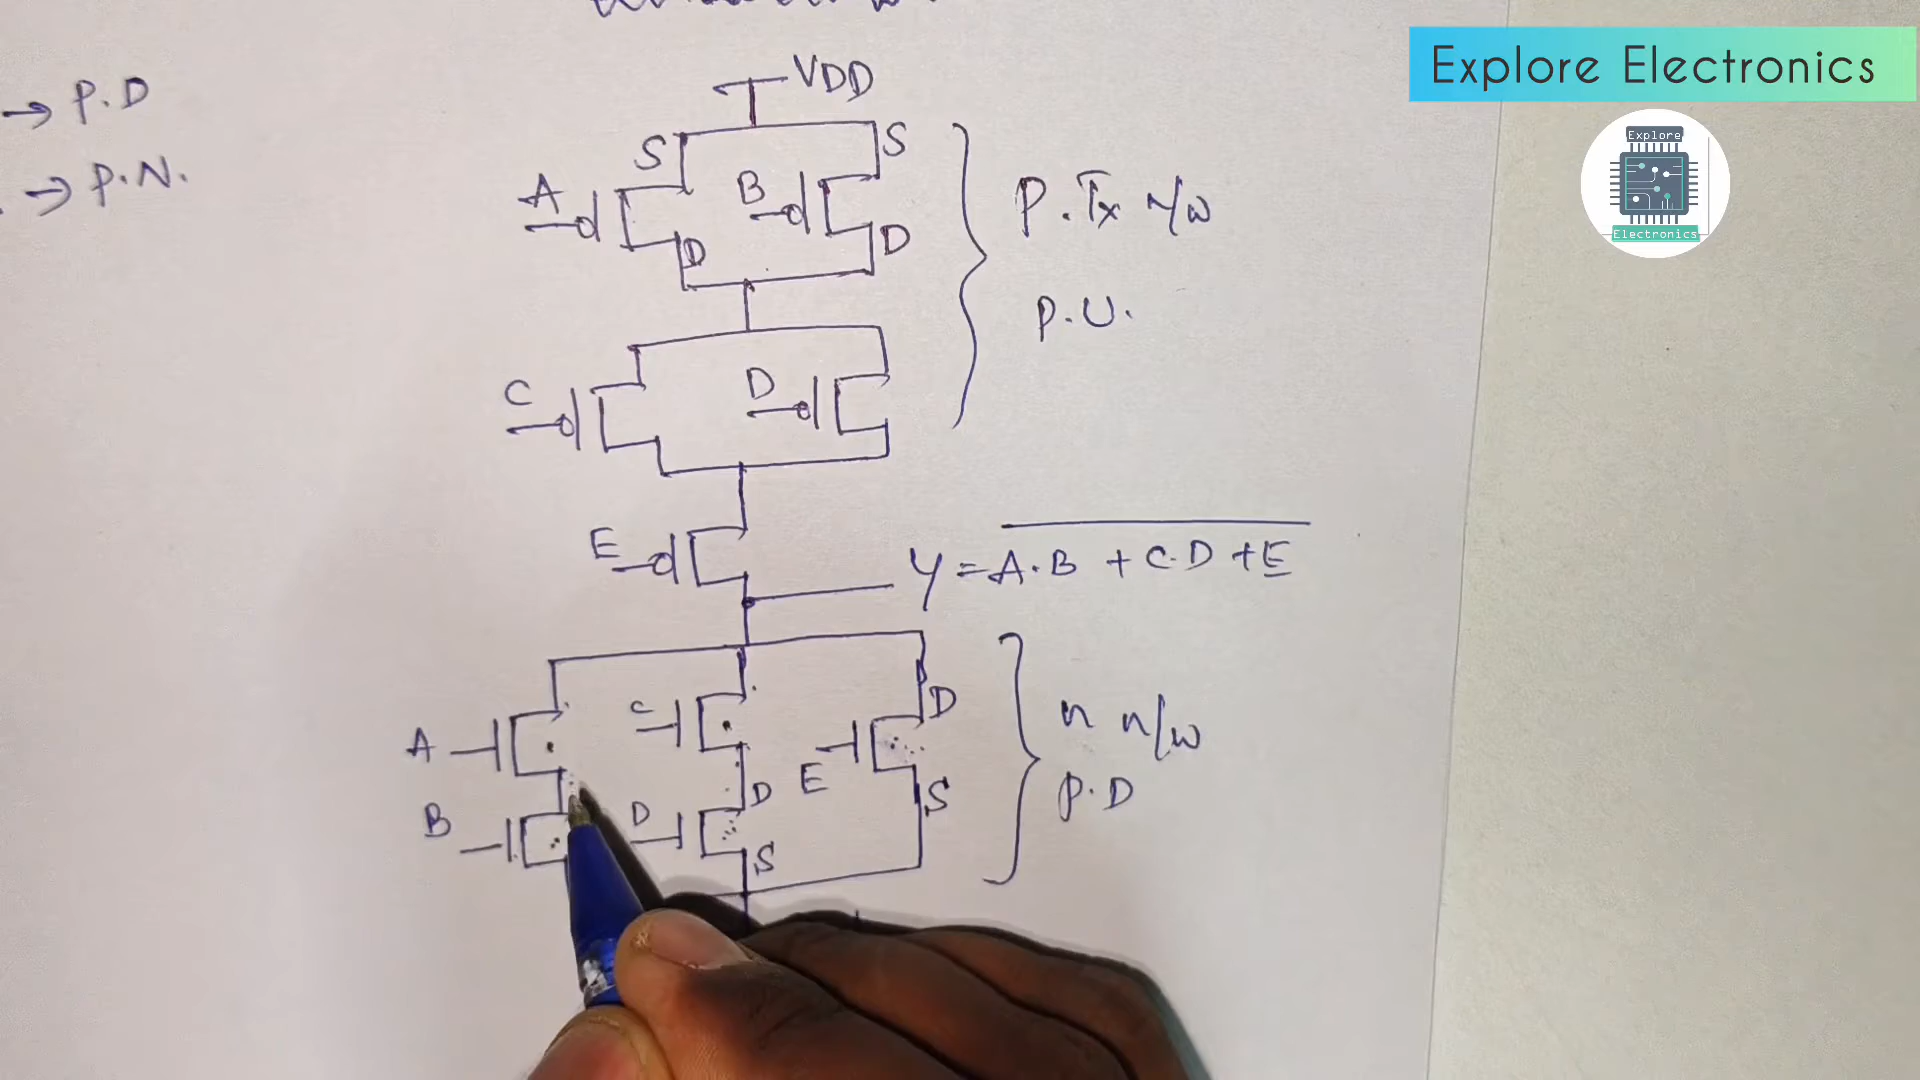 Explore Electronics
Explore
Electronics
→ P.D
→ P.N.
VDD
S
S
A
B
D
D
P.Tx n/w
P.U.
C
D
E
Y = A.B + C.D + E
A
C
D
E
n n/w
P.D
B
D
D
S
S